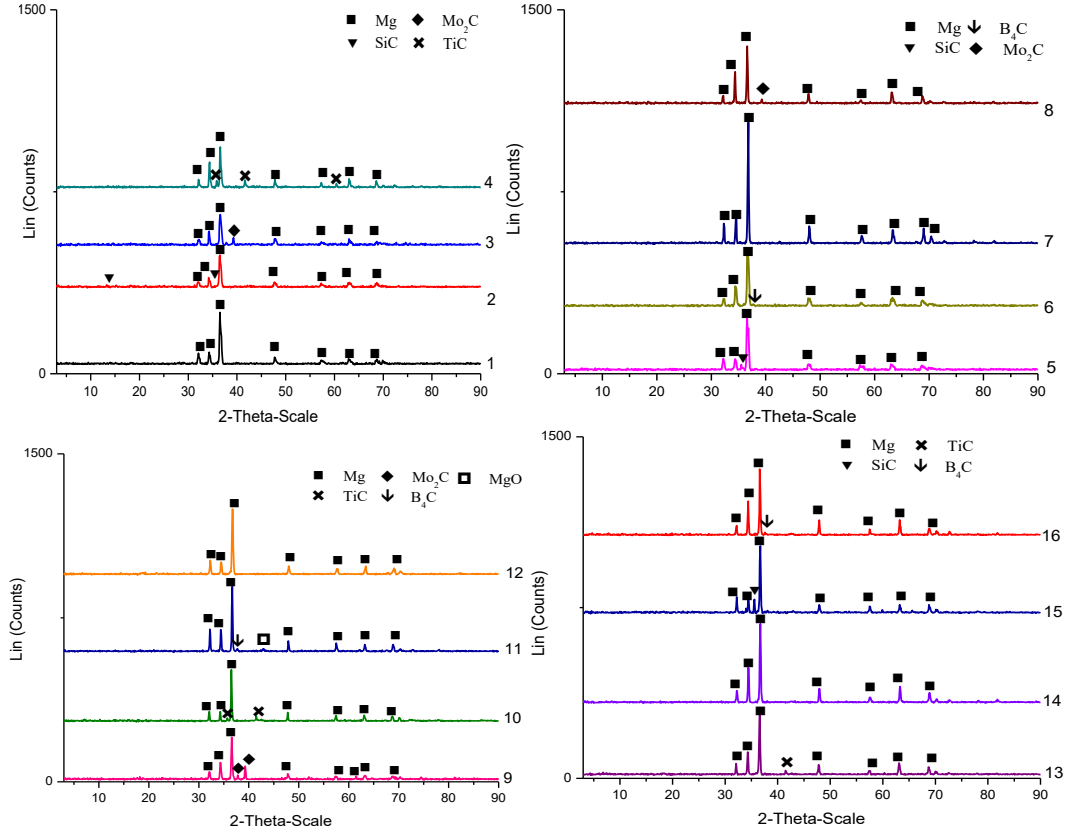 1500
Mg Mo₂C
SiC TiC
Lin (Counts)
4
3
2
1
0
10 20 30 40 50 60 70 80 90
2-Theta-Scale
1500
Mg B₄C
SiC Mo₂C
Lin (Counts)
8
7
6
5
0
10 20 30 40 50 60 70 80 90
2-Theta-Scale
1500
Mg Mo₂C MgO
TiC B₄C
Lin (Counts)
12
11
10
9
0
10 20 30 40 50 60 70 80 90
2-Theta-Scale
1500
Mg TiC
SiC B₄C
Lin (Counts)
16
15
14
13
0
10 20 30 40 50 60 70 80 90
2-Theta-Scale